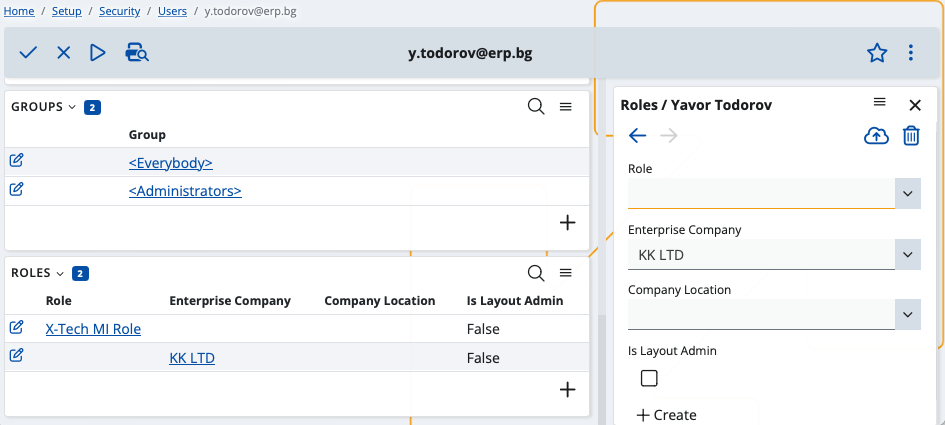 Home / Setup / Security / Users / y.todorov@erp.bg
y.todorov@erp.bg
GROUPS 2
Group
<Everybody>
<Administrators>
ROLES 2
Role Enterprise Company Company Location Is Layout Admin
X-Tech MI Role False
KK LTD False
Roles / Yavor Todorov
Role
Enterprise Company
KK LTD
Company Location
Is Layout Admin
Create